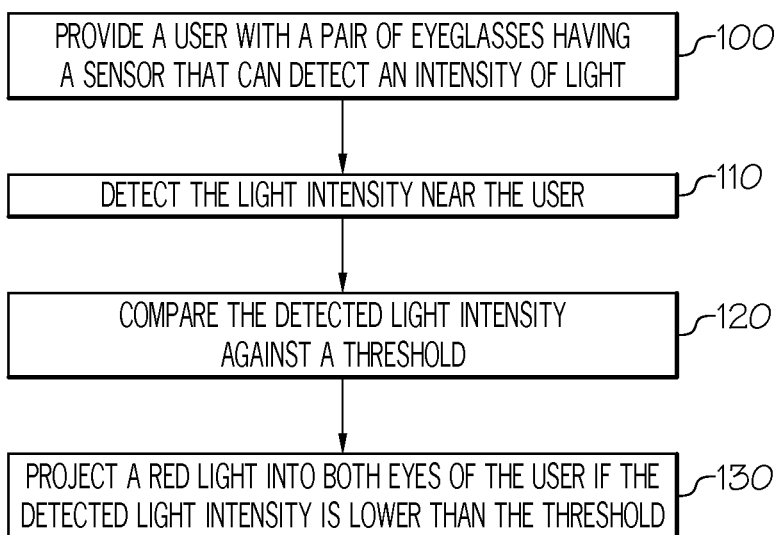 PROVIDE A USER WITH A PAIR OF EYEGLASSES HAVING
A SENSOR THAT CAN DETECT AN INTENSITY OF LIGHT
100
DETECT THE LIGHT INTENSITY NEAR THE USER
110
COMPARE THE DETECTED LIGHT INTENSITY
AGAINST A THRESHOLD
120
PROJECT A RED LIGHT INTO BOTH EYES OF THE USER IF THE
DETECTED LIGHT INTENSITY IS LOWER THAN THE THRESHOLD
130